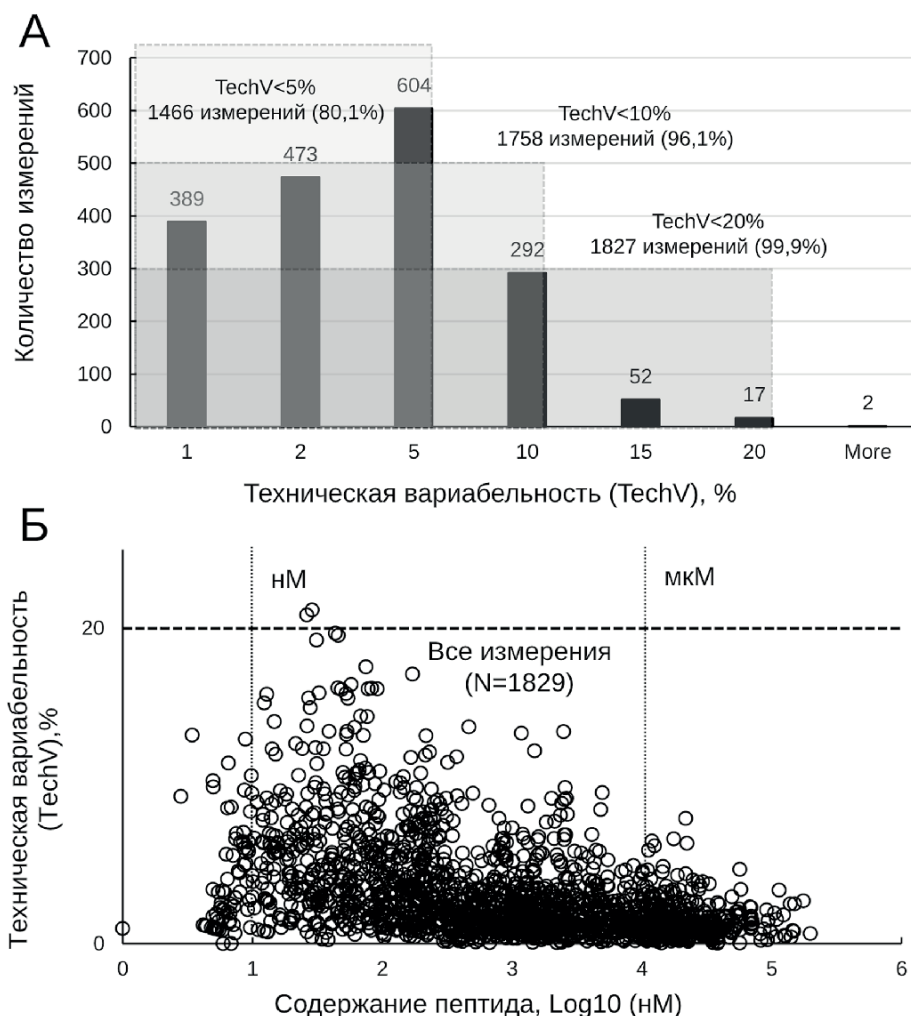 А
Количество измерений
700
600
500
400
300
200
100
0
TechV<5%
1466 измерений (80,1%)
TechV<10%
1758 измерений (96,1%)
TechV<20%
1827 измерений (99,9%)
389
473
604
292
52
17
2
1 2 5 10 15 20 More
Техническая вариабельность (TechV), %
Б
Техническая вариабельность
(TechV),%
20
0
нМ
мкМ
Все измерения
(N=1829)
0 1 2 3 4 5 6
Содержание пептида, Log10 (нМ)